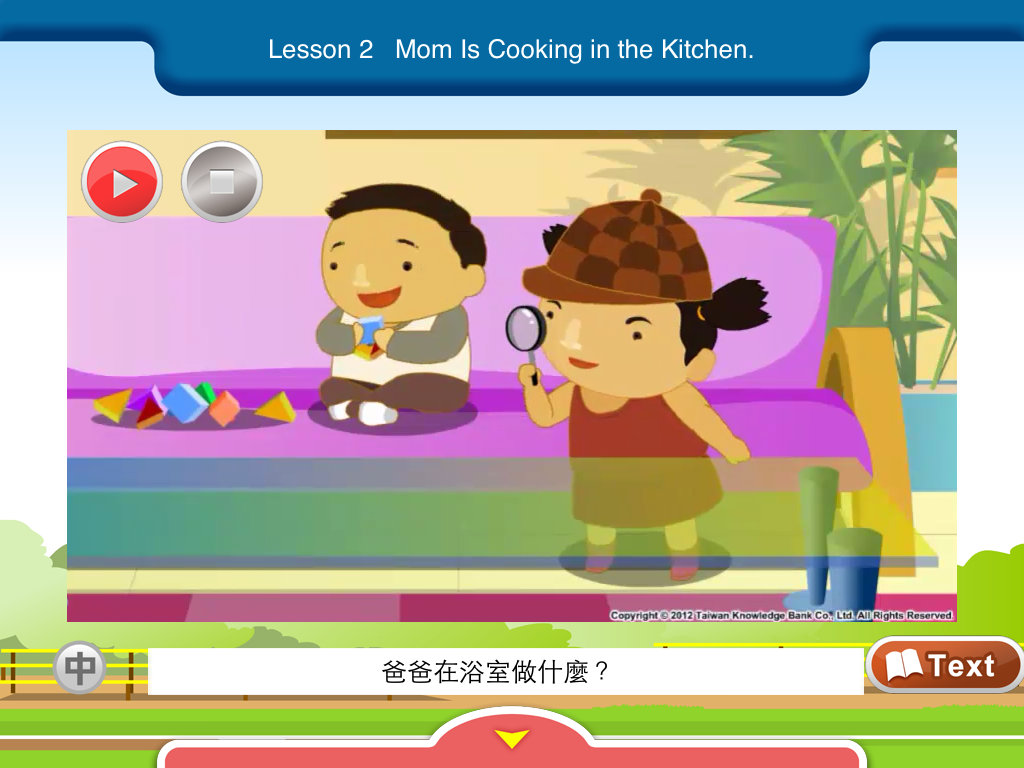 Lesson 2 Mom Is Cooking in the Kitchen.
Copyright © 2012 Taiwan Knowledge Bank Co., Ltd. All Rights Reserved.
中
爸爸在浴室做什麼？
Text